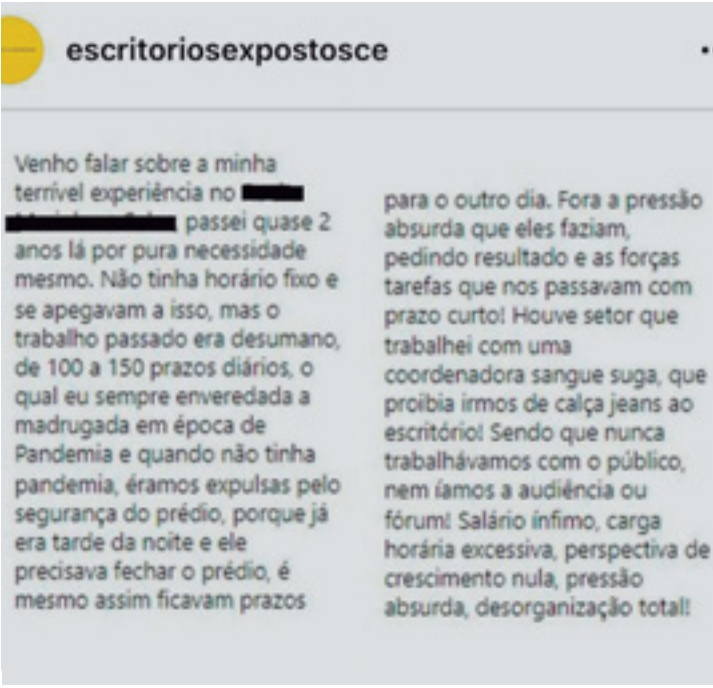 escritoriosexpostosce
Venho falar sobre a minha
terrível experiência no
passei quase 2
anos lá por pura necessidade
mesmo. Não tinha horário fixo e
se apegavam a isso, mas o
trabalho passado era desumano,
de 100 a 150 prazos diários, o
qual eu sempre enveredada a
madrugada em época de
Pandemia e quando não tinha
pandemia, éramos expulsas pelo
segurança do prédio, porque já
era tarde da noite e ele
precisava fechar o prédio, é
mesmo assim ficavam prazos
para o outro dia. Fora a pressão
absurda que eles faziam,
pedindo resultado e as forças
tarefas que nos passavam com
prazo curto! Houve setor que
trabalhei com uma
coordenadora sangue suga, que
proibia irmos de calça jeans ao
escritório! Sendo que nunca
trabalhávamos com o público,
nem íamos a audiência ou
fórum! Salário ínfimo, carga
horária excessiva, perspectiva de
crescimento nula, pressão
absurda, desorganização total!